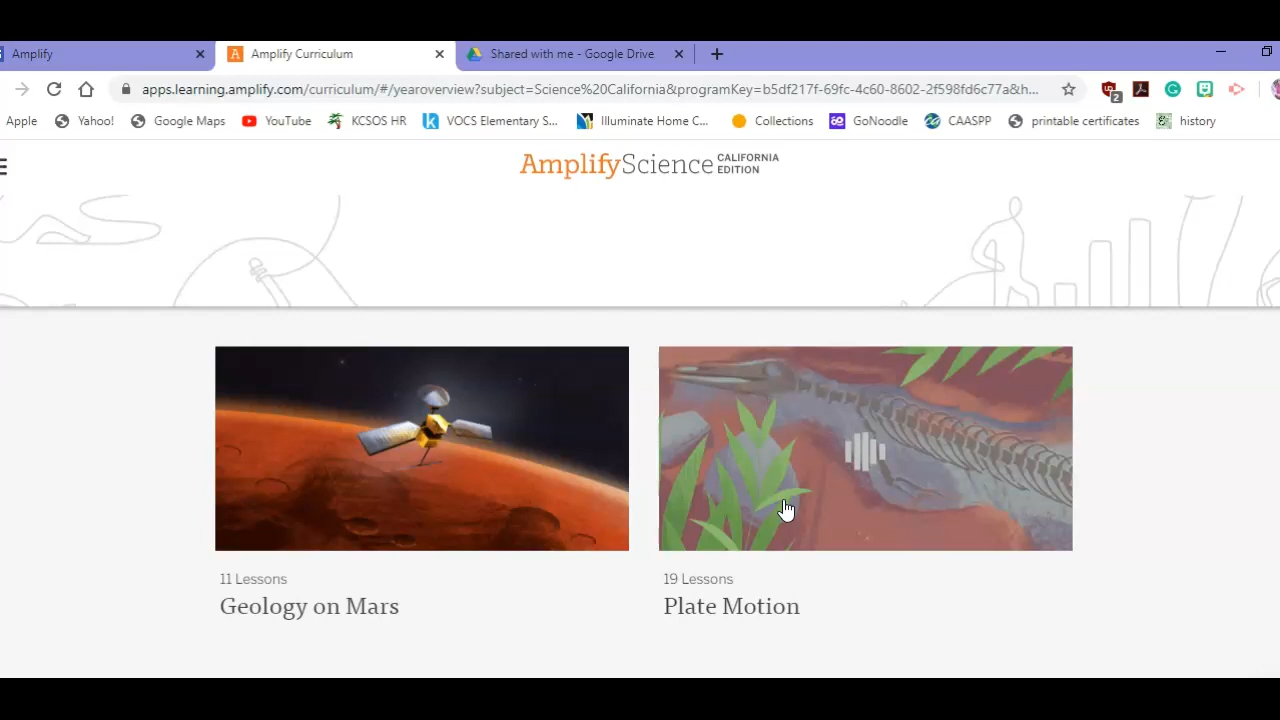 Amplify
Amplify Curriculum
Shared with me - Google Drive
apps.learning.amplify.com/curriculum/#/yearoverview?subject=Science%20California&programKey=b5df217f-69fc-4c60-8602-2f598fd6c77a&h...
2
Apple
Yahoo!
Google Maps
YouTube
KCSOS HR
VOCS Elementary S...
Illuminate Home C...
Collections
GoNoodle
CAASPP
printable certificates
history
AmplifyScience CALIFORNIA EDITION
11 Lessons
Geology on Mars
19 Lessons
Plate Motion